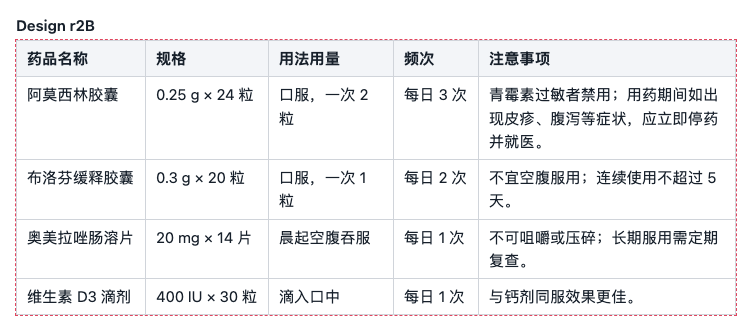 Design r2B
药品名称 规格 用法用量 频次 注意事项
阿莫西林胶囊 0.25 g × 24 粒 口服，一次 2 每日 3 次 青霉素过敏者禁用；用药期间如出
粒 现皮疹、腹泻等症状，应立即停药
并就医。
布洛芬缓释胶囊 0.3 g × 20 粒 口服，一次 1 每日 2 次 不宜空腹服用；连续使用不超过 5
粒 天。
奥美拉唑肠溶片 20 mg × 14 片 晨起空腹吞服 每日 1 次 不可咀嚼或压碎；长期服用需定期
复查。
维生素 D3 滴剂 400 IU × 30 粒 滴入口中 每日 1 次 与钙剂同服效果更佳。